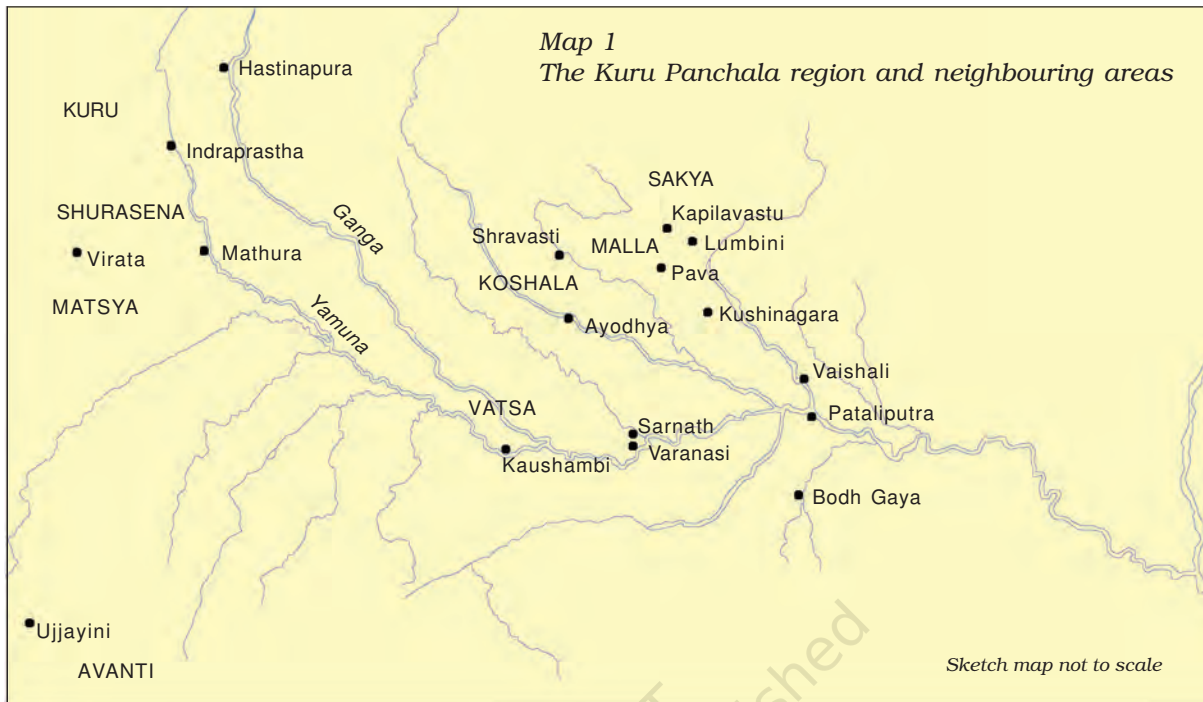 Map 1
The Kuru Panchala region and neighbouring areas
Hastinapura
KURU
Indraprastha
SAKYA
Kapilavastu
SHURASENA
Ganga
Shravasti
MALLA
Lumbini
Virata
Mathura
Pava
KOSHALA
MATSYA
Yamuna
Ayodhya
Kushinagara
Vaishali
VATSA
Pataliputra
Sarnath
Varanasi
Kaushambi
Bodh Gaya
Ujjayini
AVANTI
Sketch map not to scale